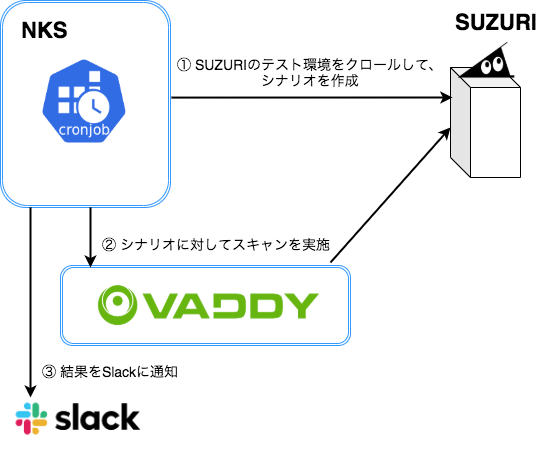 NKS
SUZURI
① SUZURIのテスト環境をクロールして、
シナリオを作成
cronjob
② シナリオに対してスキャンを実施
VADDY
③ 結果をSlackに通知
slack